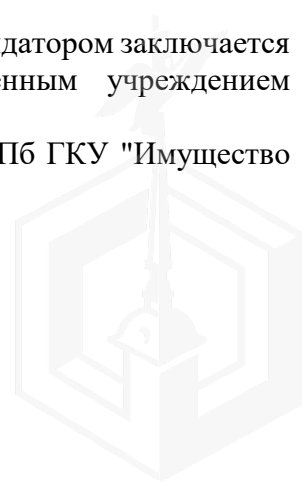 датором заключается
енным учреждением
Пб ГКУ "Имущество